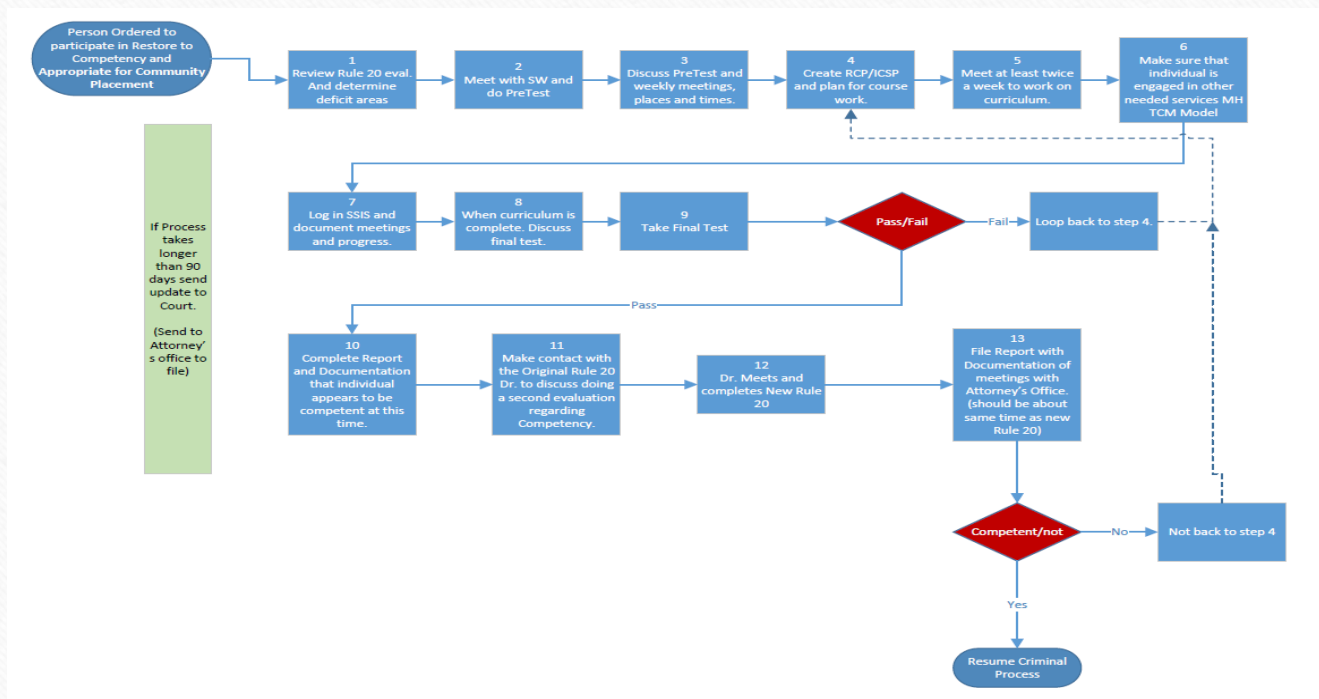 Person Ordered to
participate in Restore to
Competency and
Appropriate for Community
Placement
1
Review Rule 20 eval.
And determine
deficit areas
2
Meet with SW and
do PreTest
3
Discuss PreTest and
weekly meetings,
places and times.
4
Create RCP/ICSP
and plan for course
work.
5
Meet at least twice
a week to work on
curriculum.
6
Make sure that
individual is
engaged in other
needed services MH
TCM Model
If Process
takes
longer
than 90
days send
update to
Court.
(Send to
Attorney'
s office to
file)
7
Log in SSIS and
document meetings
and progress.
8
When curriculum is
complete. Discuss
final test.
9
Take Final Test
Pass/Fail
Fail
Loop back to step 4.
Pass
10
Complete Report
and Documentation
that individual
appears to be
competent at this
time.
11
Make contact with
the Original Rule 20
Dr. to discuss doing
a second evaluation
regarding
Competency.
12
Dr. Meets and
completes New Rule
20
13
File Report with
Documentation of
meetings with
Attorney's Office.
(should be about
same time as new
Rule 20)
Competent/not
No
Not back to step 4
Yes
Resume Criminal
Process